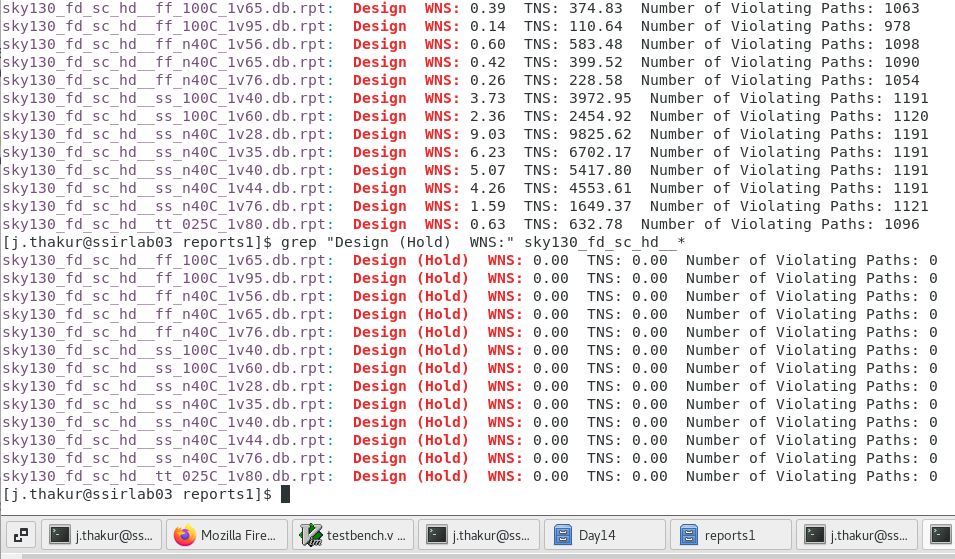 sky130_fd_sc_hd__ff_100C_1v65.db.rpt:  Design  WNS: 0.39  TNS: 374.83  Number of Violating Paths: 1063
sky130_fd_sc_hd__ff_100C_1v95.db.rpt:  Design  WNS: 0.14  TNS: 110.64  Number of Violating Paths: 978
sky130_fd_sc_hd__ff_n40C_1v56.db.rpt:  Design  WNS: 0.60  TNS: 583.48  Number of Violating Paths: 1098
sky130_fd_sc_hd__ff_n40C_1v65.db.rpt:  Design  WNS: 0.42  TNS: 399.52  Number of Violating Paths: 1090
sky130_fd_sc_hd__ff_n40C_1v76.db.rpt:  Design  WNS: 0.26  TNS: 228.58  Number of Violating Paths: 1054
sky130_fd_sc_hd__ss_100C_1v40.db.rpt:  Design  WNS: 3.73  TNS: 3972.95  Number of Violating Paths: 1191
sky130_fd_sc_hd__ss_100C_1v60.db.rpt:  Design  WNS: 2.36  TNS: 2454.92  Number of Violating Paths: 1120
sky130_fd_sc_hd__ss_n40C_1v28.db.rpt:  Design  WNS: 9.03  TNS: 9825.62  Number of Violating Paths: 1191
sky130_fd_sc_hd__ss_n40C_1v35.db.rpt:  Design  WNS: 6.23  TNS: 6702.17  Number of Violating Paths: 1191
sky130_fd_sc_hd__ss_n40C_1v40.db.rpt:  Design  WNS: 5.07  TNS: 5417.80  Number of Violating Paths: 1191
sky130_fd_sc_hd__ss_n40C_1v44.db.rpt:  Design  WNS: 4.26  TNS: 4553.61  Number of Violating Paths: 1191
sky130_fd_sc_hd__ss_n40C_1v76.db.rpt:  Design  WNS: 1.59  TNS: 1649.37  Number of Violating Paths: 1121
sky130_fd_sc_hd__tt_025C_1v80.db.rpt:  Design  WNS: 0.63  TNS: 632.78  Number of Violating Paths: 1096
[j.thakur@ssirlab03 reports1]$ grep "Design (Hold)  WNS:" sky130_fd_sc_hd__*
sky130_fd_sc_hd__ff_100C_1v65.db.rpt:  Design (Hold)  WNS: 0.00  TNS: 0.00  Number of Violating Paths: 0
sky130_fd_sc_hd__ff_100C_1v95.db.rpt:  Design (Hold)  WNS: 0.00  TNS: 0.00  Number of Violating Paths: 0
sky130_fd_sc_hd__ff_n40C_1v56.db.rpt:  Design (Hold)  WNS: 0.00  TNS: 0.00  Number of Violating Paths: 0
sky130_fd_sc_hd__ff_n40C_1v65.db.rpt:  Design (Hold)  WNS: 0.00  TNS: 0.00  Number of Violating Paths: 0
sky130_fd_sc_hd__ff_n40C_1v76.db.rpt:  Design (Hold)  WNS: 0.00  TNS: 0.00  Number of Violating Paths: 0
sky130_fd_sc_hd__ss_100C_1v40.db.rpt:  Design (Hold)  WNS: 0.00  TNS: 0.00  Number of Violating Paths: 0
sky130_fd_sc_hd__ss_100C_1v60.db.rpt:  Design (Hold)  WNS: 0.00  TNS: 0.00  Number of Violating Paths: 0
sky130_fd_sc_hd__ss_n40C_1v28.db.rpt:  Design (Hold)  WNS: 0.00  TNS: 0.00  Number of Violating Paths: 0
sky130_fd_sc_hd__ss_n40C_1v35.db.rpt:  Design (Hold)  WNS: 0.00  TNS: 0.00  Number of Violating Paths: 0
sky130_fd_sc_hd__ss_n40C_1v40.db.rpt:  Design (Hold)  WNS: 0.00  TNS: 0.00  Number of Violating Paths: 0
sky130_fd_sc_hd__ss_n40C_1v44.db.rpt:  Design (Hold)  WNS: 0.00  TNS: 0.00  Number of Violating Paths: 0
sky130_fd_sc_hd__ss_n40C_1v76.db.rpt:  Design (Hold)  WNS: 0.00  TNS: 0.00  Number of Violating Paths: 0
sky130_fd_sc_hd__tt_025C_1v80.db.rpt:  Design (Hold)  WNS: 0.00  TNS: 0.00  Number of Violating Paths: 0
[j.thakur@ssirlab03 reports1]$
j.thakur@ss... Mozilla Fire... testbench.v ... j.thakur@ss... Day14 reports1 j.thakur@ss...